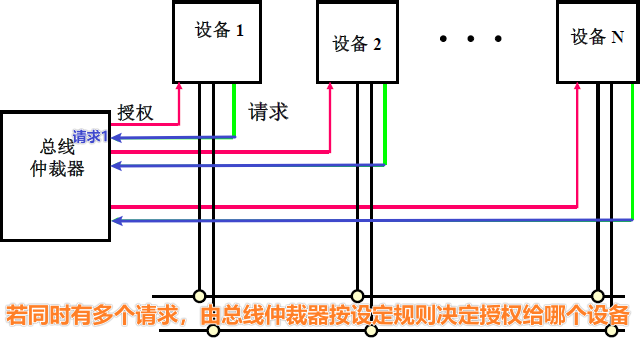 设备 1
设备 2
• • •
设备 N
授权
请求
请求1
总线
仲裁器
若同时有多个请求，由总线仲裁器按设定规则决定授权给哪个设备